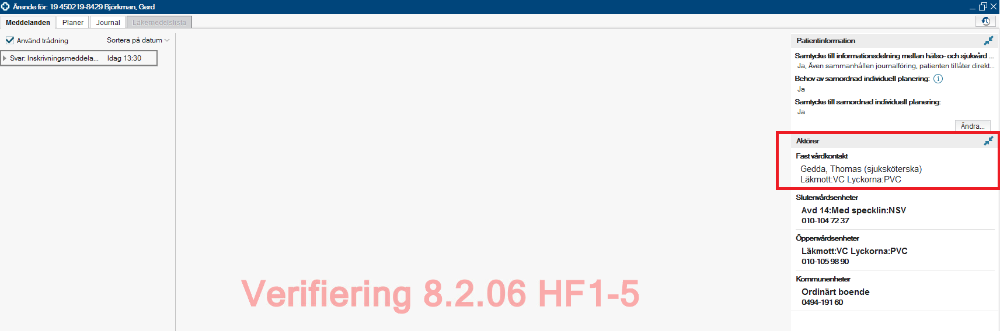 Ärende för: 19 450219-8429 Björkman, Gerd
Meddelanden
Planer
Journal
Läkemedelslista
Använd trådning
Sortera på datum
Svar: Inskrivningsmeddela...
Idag 13:30
Patientinformation
Samtycke till informationsdelning mellan hälso- och sjukvård ...
Ja, Även sammanhållen journalföring, patienten tillåter direkt...
Behov av samordnad individuell planering:
Ja
Samtycke till samordnad individuell planering:
Ja
Ändra...
Aktörer
Fast vårdkontakt
Gedda, Thomas (sjuksköterska)
Läkmott:VC Lyckorna:PVC
Slutenvårdsenheter
Avd 14:Med specklin:NSV
010-104 72 37
Öppenvårdsenheter
Läkmott:VC Lyckorna:PVC
010-105 98 90
Kommunenheter
Ordinärt boende
0494-191 60
Verifiering 8.2.06 HF1-5